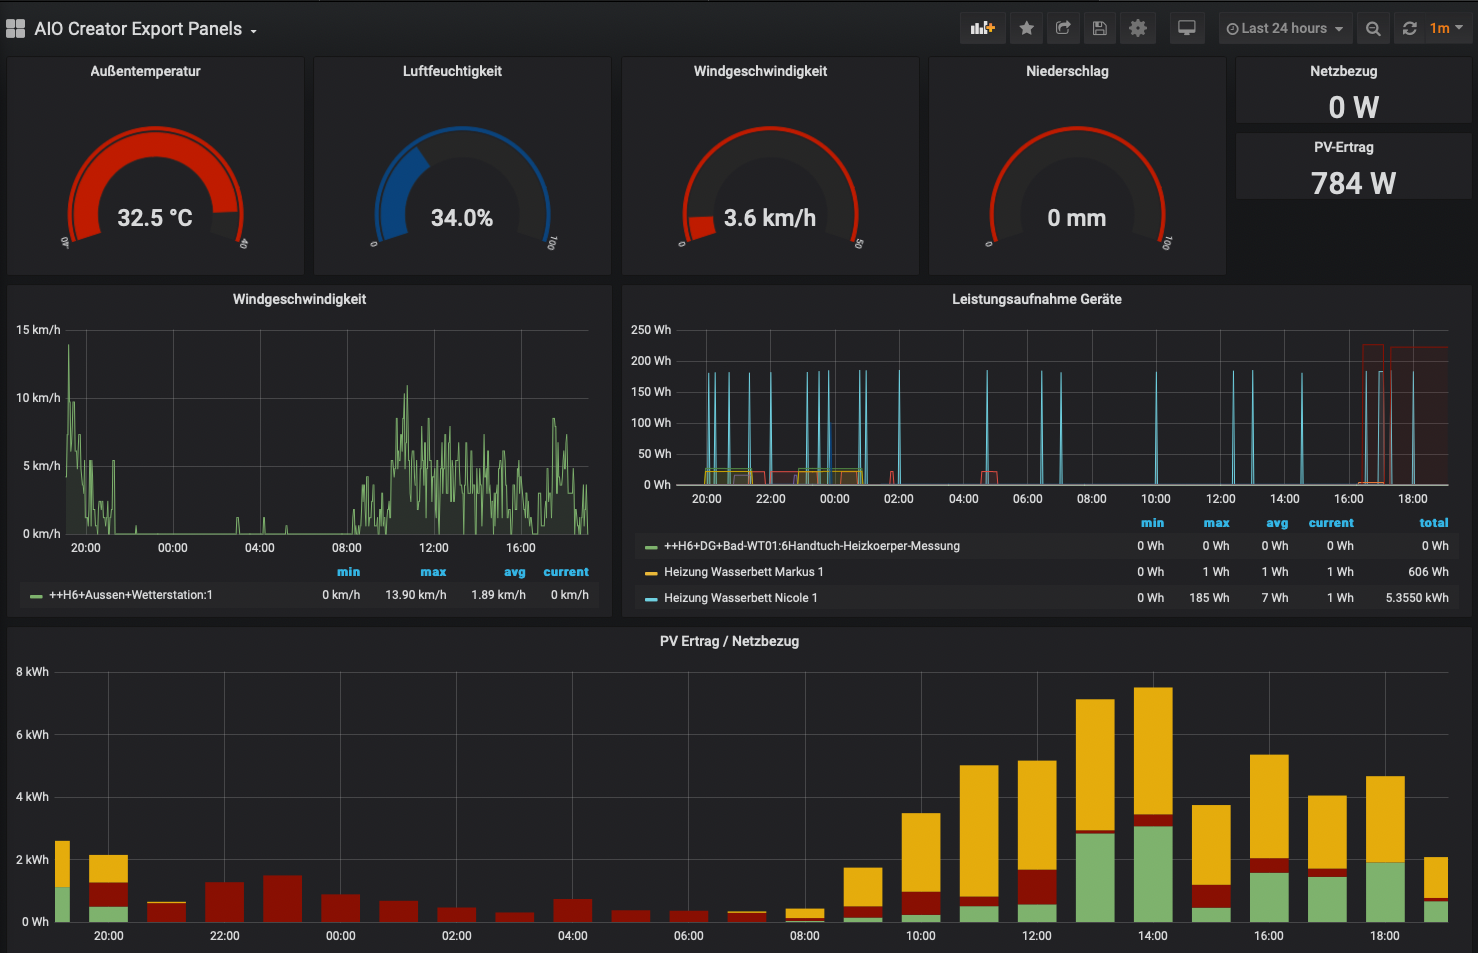 AIO Creator Export Panels
Last 24 hours
1m
Außentemperatur
32.5 °C
-40
40
Luftfeuchtigkeit
34.0%
0
100
Windgeschwindigkeit
3.6 km/h
0
50
Niederschlag
0 mm
0
100
Netzbezug
0 W
PV-Ertrag
784 W
Windgeschwindigkeit
15 km/h
10 km/h
5 km/h
0 km/h
20:00 00:00 04:00 08:00 12:00 16:00
min max avg current
++H6+Aussen+Wetterstation:1 0 km/h 13.90 km/h 1.89 km/h 0 km/h
Leistungsaufnahme Geräte
250 Wh
200 Wh
150 Wh
100 Wh
50 Wh
0 Wh
20:00 22:00 00:00 02:00 04:00 06:00 08:00 10:00 12:00 14:00 16:00 18:00
min max avg current total
++H6+DG+Bad-WT01:6Handtuch-Heizkoerper-Messung 0 Wh 0 Wh 0 Wh 0 Wh 0 Wh
Heizung Wasserbett Markus 1 0 Wh 1 Wh 1 Wh 1 Wh 606 Wh
Heizung Wasserbett Nicole 1 0 Wh 185 Wh 7 Wh 1 Wh 5.3550 kWh
PV Ertrag / Netzbezug
8 kWh
6 kWh
4 kWh
2 kWh
0 Wh
20:00 22:00 00:00 02:00 04:00 06:00 08:00 10:00 12:00 14:00 16:00 18:00